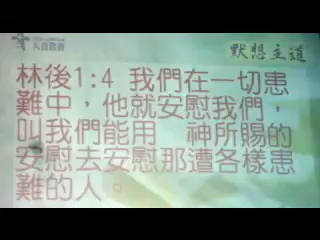 默想主道
林後1:4 我們在一切患
難中，他就安慰我們，
叫我們能用　神所賜的
安慰去安慰那遭各樣患
難的人。